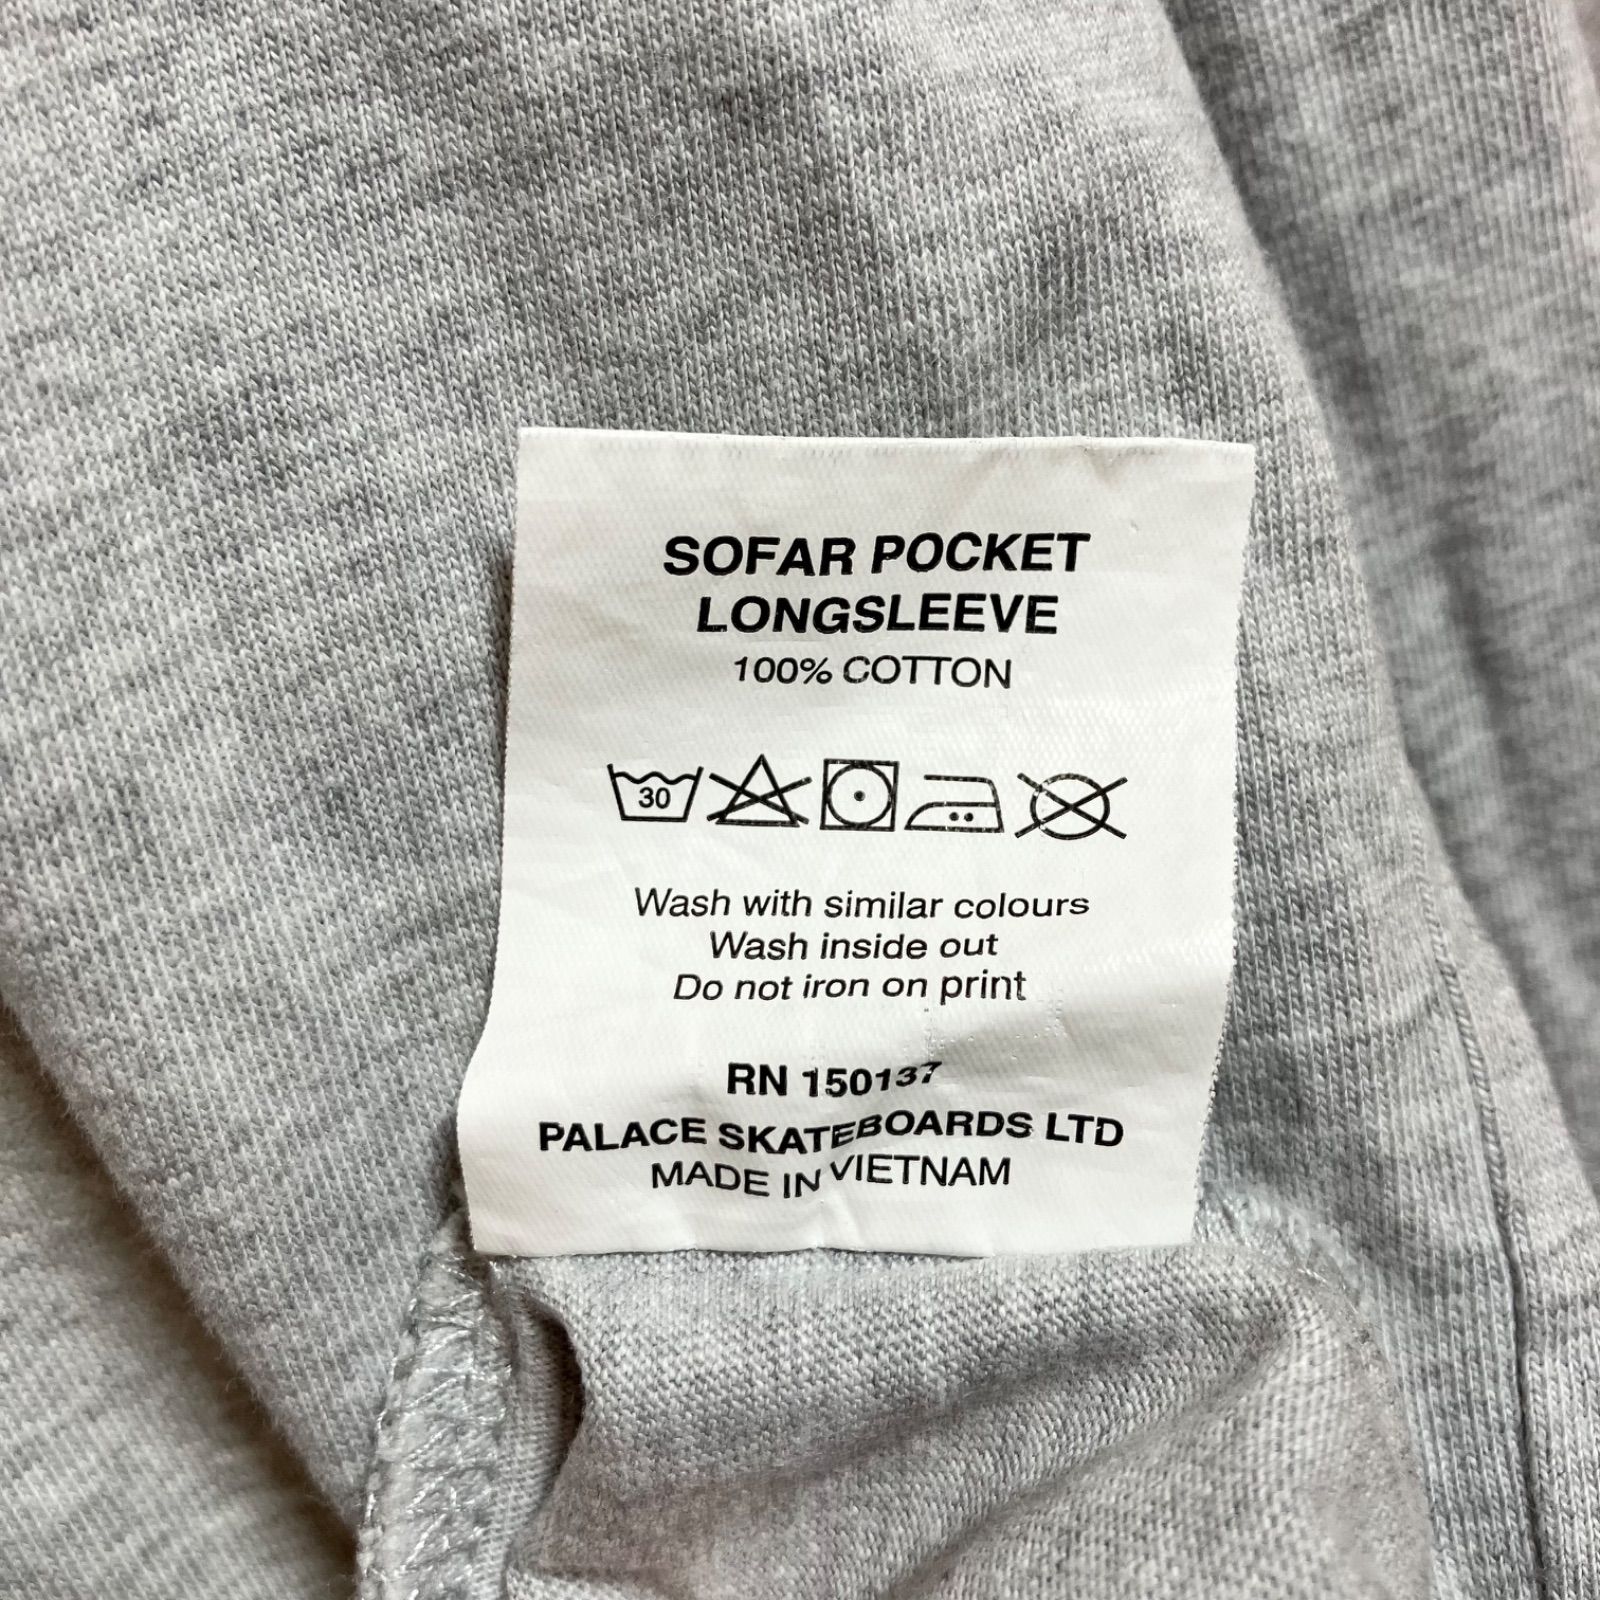 SOFAR POCKET
LONGSLEEVE
100% COTTON
30
Wash with similar colours
Wash inside out
Do not iron on print
RN 150137
PALACE SKATEBOARDS LTD
MADE IN VIETNAM